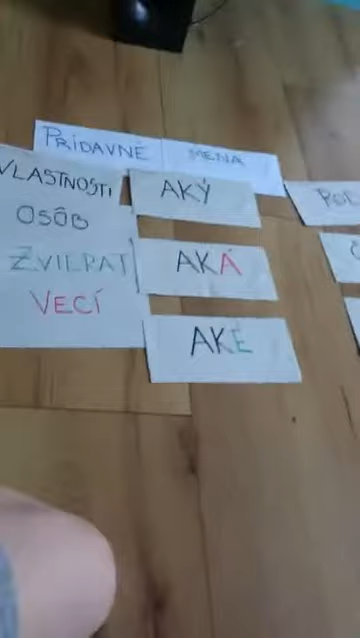 PRÍDAVNÉ MENÁ
VLASTNOSTI
OSÔB
ZVIERAT
VECÍ
AKÝ
AKÁ
AKÉ